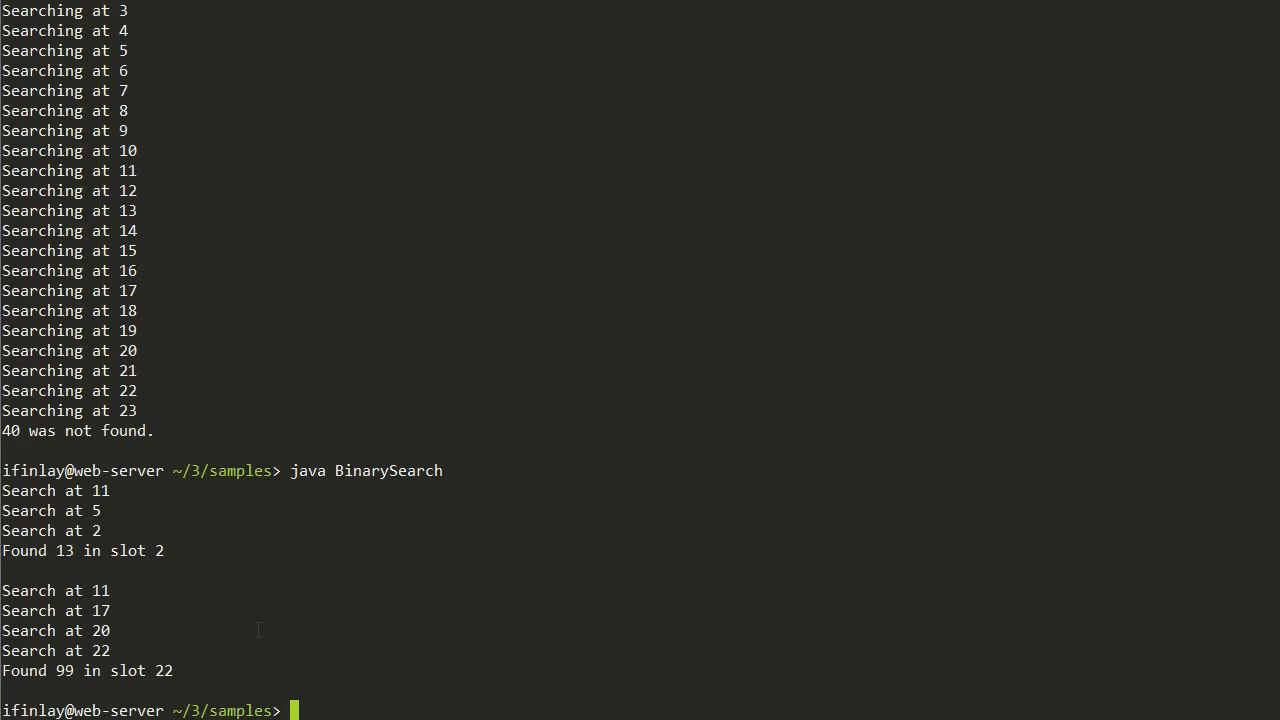 Searching at 3
Searching at 4
Searching at 5
Searching at 6
Searching at 7
Searching at 8
Searching at 9
Searching at 10
Searching at 11
Searching at 12
Searching at 13
Searching at 14
Searching at 15
Searching at 16
Searching at 17
Searching at 18
Searching at 19
Searching at 20
Searching at 21
Searching at 22
Searching at 23
40 was not found.
ifinlay@web-server ~/3/samples> java BinarySearch
Search at 11
Search at 5
Search at 2
Found 13 in slot 2
Search at 11
Search at 17
Search at 20
Search at 22
Found 99 in slot 22
ifinlay@web-server ~/3/samples>